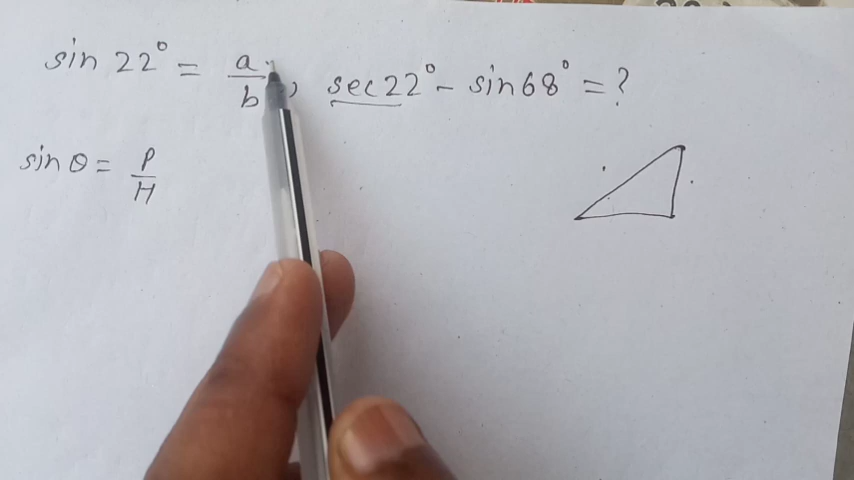 sin 22° = a/b, sec22° - sin68° = ?
sin θ = P/H